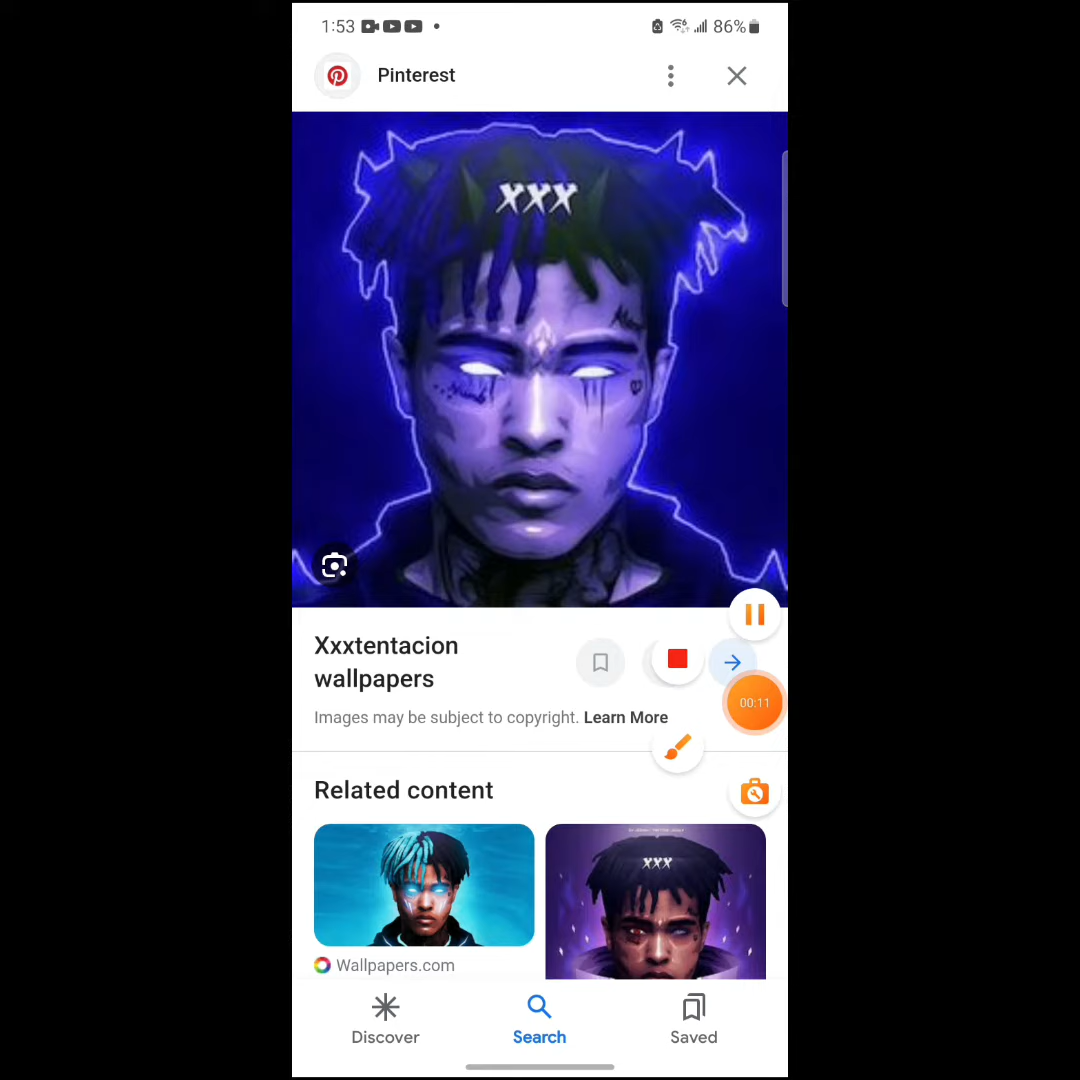 1:53
86%
Pinterest
XXX
Xxxtentacion
wallpapers
Images may be subject to copyright. Learn More
00:11
Related content
XXX
Wallpapers.com
Discover
Search
Saved